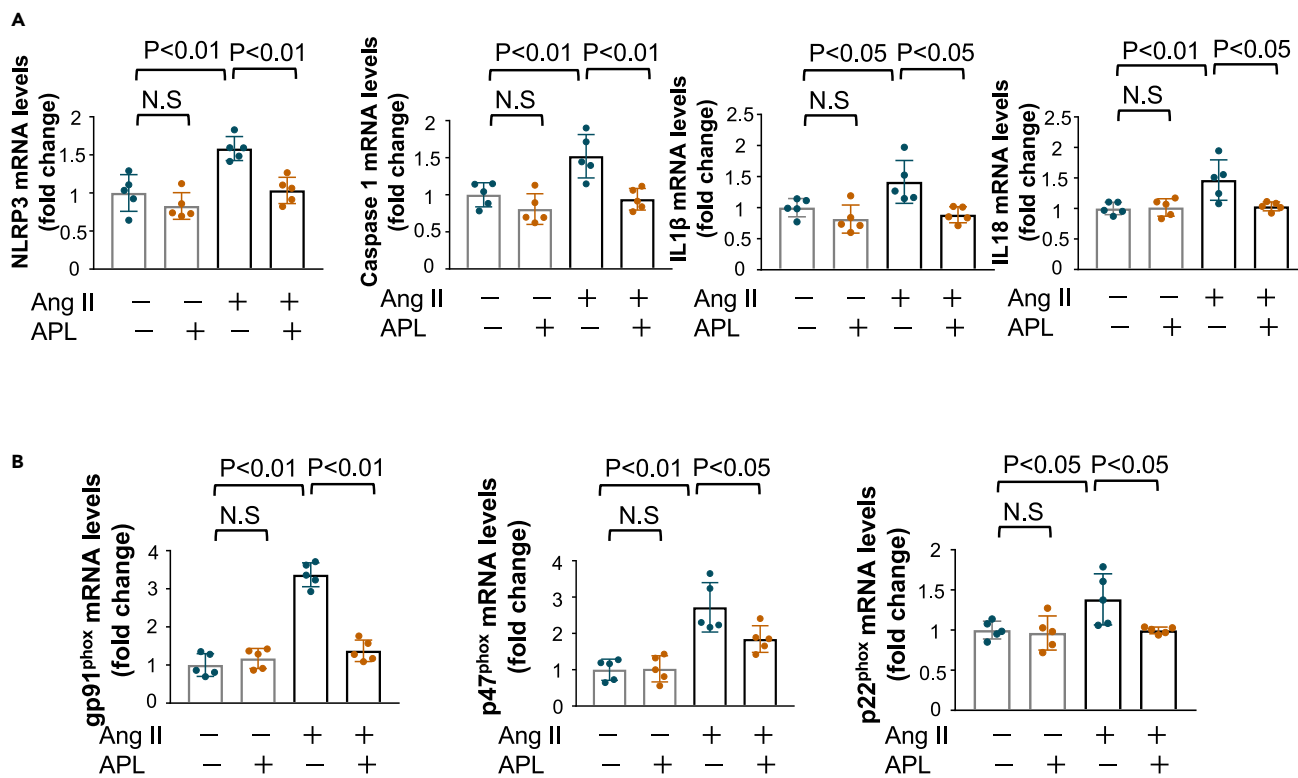 A
P<0.01 P<0.01
N.S
NLRP3 mRNA levels
(fold change)
2
1.5
1
0.5
0
Ang II − − + +
APL − + − +
P<0.01 P<0.01
N.S
Caspase 1 mRNA levels
(fold change)
2
1.5
1
0.5
0
− − + +
− + − +
P<0.05 P<0.05
N.S
IL1β mRNA levels
(fold change)
2.5
2
1.5
1
0.5
0
− − + +
− + − +
P<0.01 P<0.05
N.S
IL18 mRNA levels
(fold change)
2.5
2
1.5
1
0.5
0
Ang II − − + +
APL − + − +
B
P<0.01 P<0.01
N.S
gp91phox mRNA levels
(fold change)
4
3
2
1
0
Ang II − − + +
APL − + − +
P<0.01 P<0.05
N.S
p47phox mRNA levels
(fold change)
4
3
2
1
0
Ang II − − + +
APL − + − +
P<0.05 P<0.05
N.S
p22phox mRNA levels
(fold change)
2
1.5
1
0.5
0
Ang II − − + +
APL − + − +